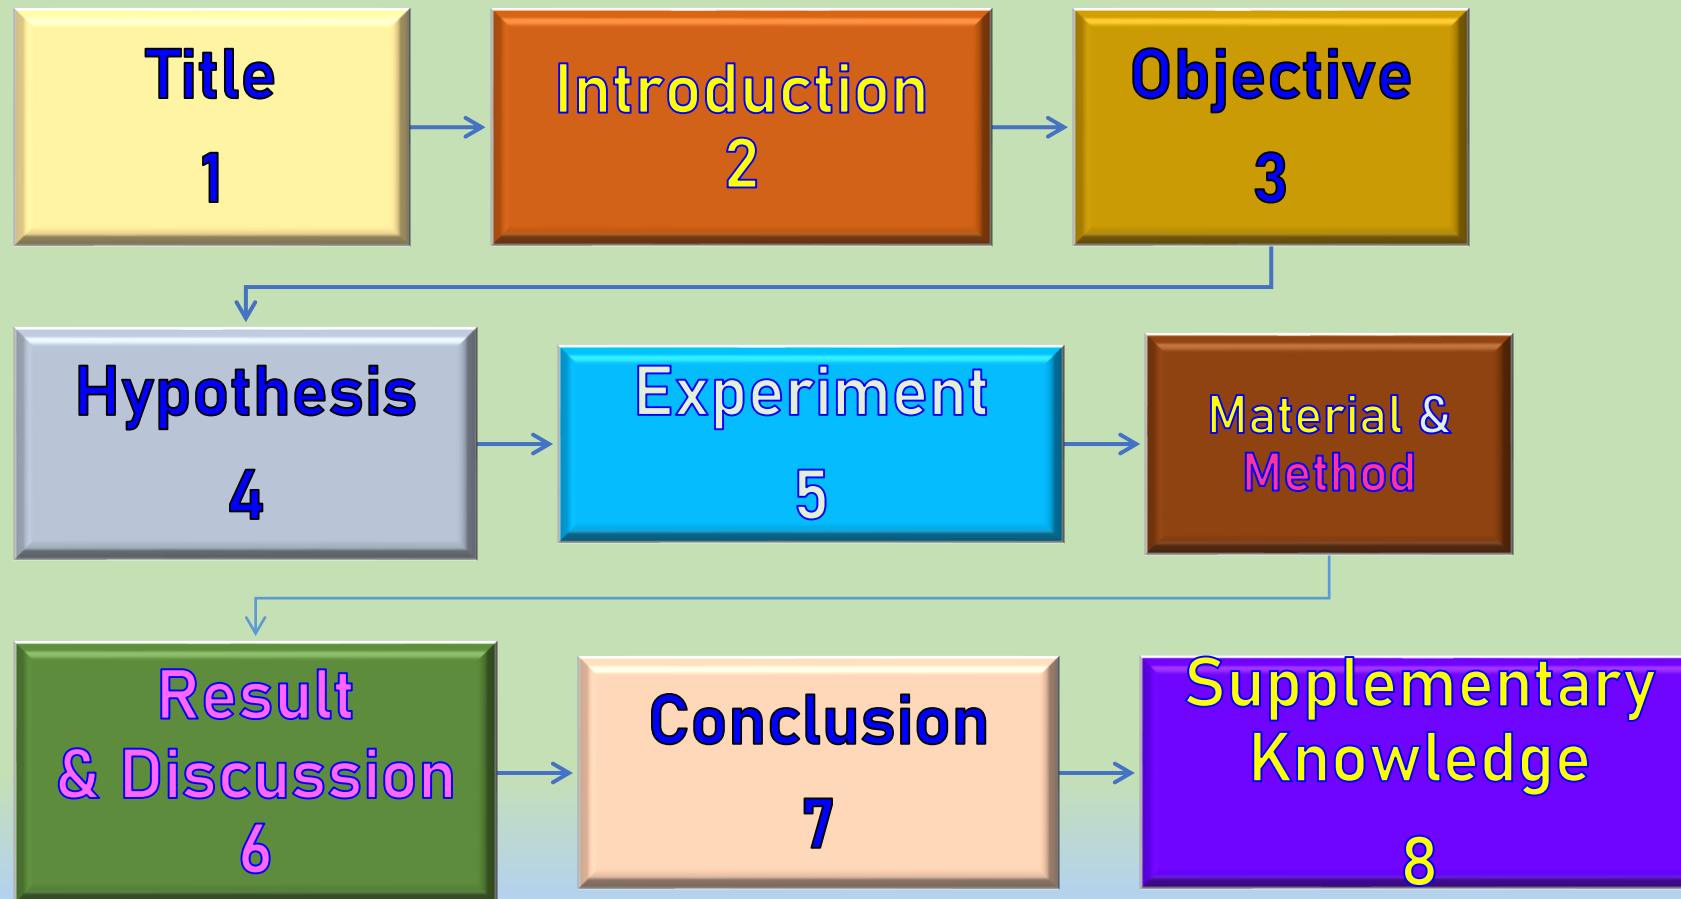 Title
1
Introduction
2
Objective
3
Hypothesis
4
Experiment
5
Material &
Method
Result
& Discussion
6
Conclusion
7
Supplementary
Knowledge
8